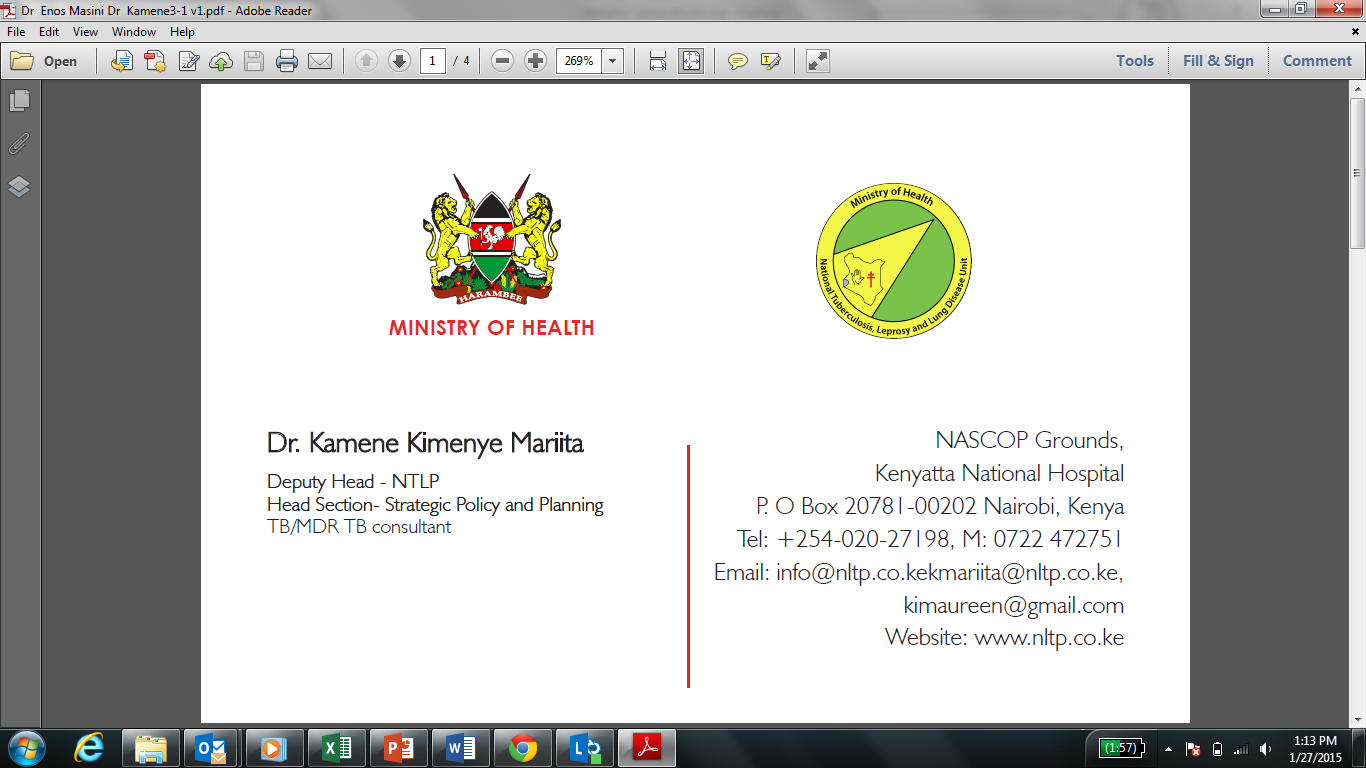 Dr  Enos Masini Dr  Kamene3-1 v1.pdf - Adobe Reader
File Edit View Window Help
Open 1 / 4 269% Tools Fill & Sign Comment
HARAMBEE
MINISTRY OF HEALTH
Ministry of Health
National Tuberculosis, Leprosy and Lung Disease Unit
Dr. Kamene Kimenye Mariita
Deputy Head - NTLP
Head Section- Strategic Policy and Planning
TB/MDR TB consultant
NASCOP Grounds,
Kenyatta National Hospital
P. O Box 20781-00202 Nairobi, Kenya
Tel: +254-020-27198, M: 0722 472751
Email: info@nltp.co.kekmariita@nltp.co.ke,
kimaureen@gmail.com
Website: www.nltp.co.ke
(1:57)
1:13 PM
1/27/2015